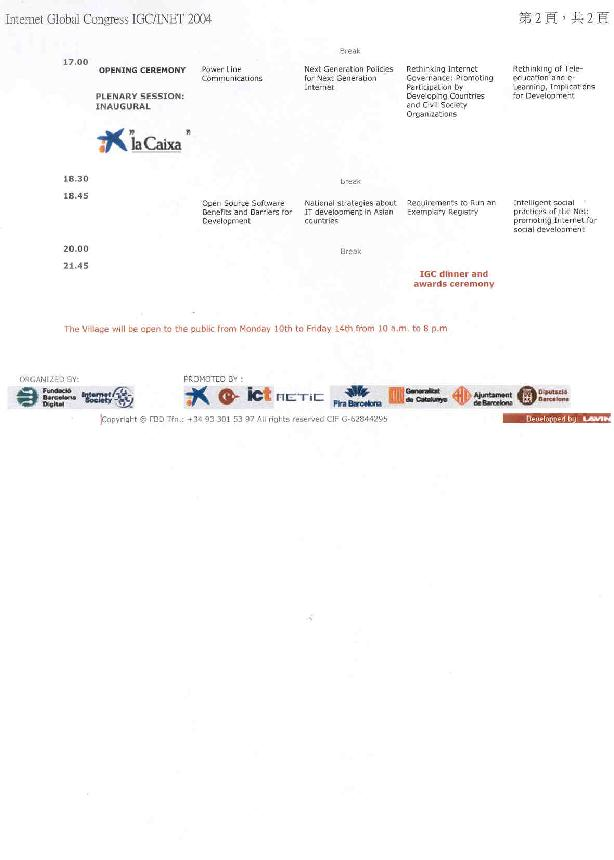 Internet Global Congress IGC/INET 2004
第 2 頁，共 2 頁
Break
17.00
OPENING CEREMONY
PLENARY SESSION:
INAUGURAL
"la Caixa"
Power Line
Communications
Next Generation Policies
for Next Generation
Internet
Rethinking Internet
Governance: Promoting
Participation by
Developing Countries
and Civil Society
Organizations
Rethinking of Tele-
education and e-
Learning, Implications
for Development
18.30
Break
18.45
Open Source Software
Benefits and Barriers for
Development
National strategies about
IT development in Asian
countries
Requirements to Run an
Exemplary Registry
Intelligent social
practices of the Net:
promoting Internet for
social development
20.00
Break
21.45
IGC dinner and
awards ceremony
The Village will be open to the public from Monday 10th to Friday 14th from 10 a.m. to 8 p.m
ORGANIZED BY:
Fundació
Barcelona
Digital
Internet
Society
PROMOTED BY :
ict
AETIC
Fira Barcelona
Generalitat
de Catalunya
Ajuntament
de Barcelona
Diputació
Barcelona
Copyright © FBD Tfn.: +34 93 301 53 97 All rights reserved CIF G-62844295
Developped by: LAVINIA